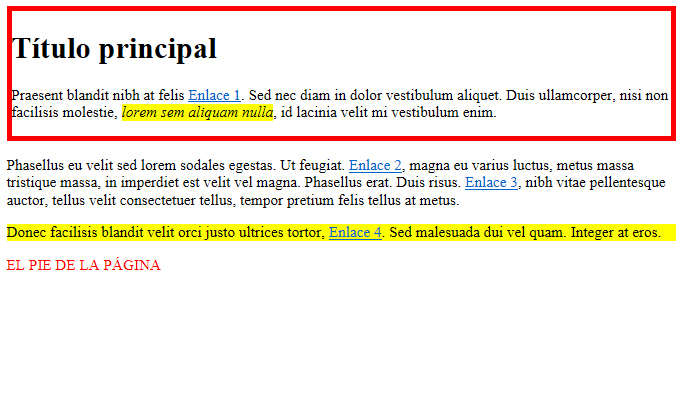 Título principal
Praesent blandit nibh at felis Enlace 1. Sed nec diam in dolor vestibulum aliquet. Duis ullamcorper, nisi non
facilisis molestie, lorem sem aliquam nulla, id lacinia velit mi vestibulum enim.
Phasellus eu velit sed lorem sodales egestas. Ut feugiat. Enlace 2, magna eu varius luctus, metus massa
tristique massa, in imperdiet est velit vel magna. Phasellus erat. Duis risus. Enlace 3, nibh vitae pellentesque
auctor, tellus velit consectetuer tellus, tempor pretium felis tellus at metus.
Donec facilisis blandit velit orci justo ultrices tortor, Enlace 4. Sed malesuada dui vel quam. Integer at eros.
EL PIE DE LA PÁGINA